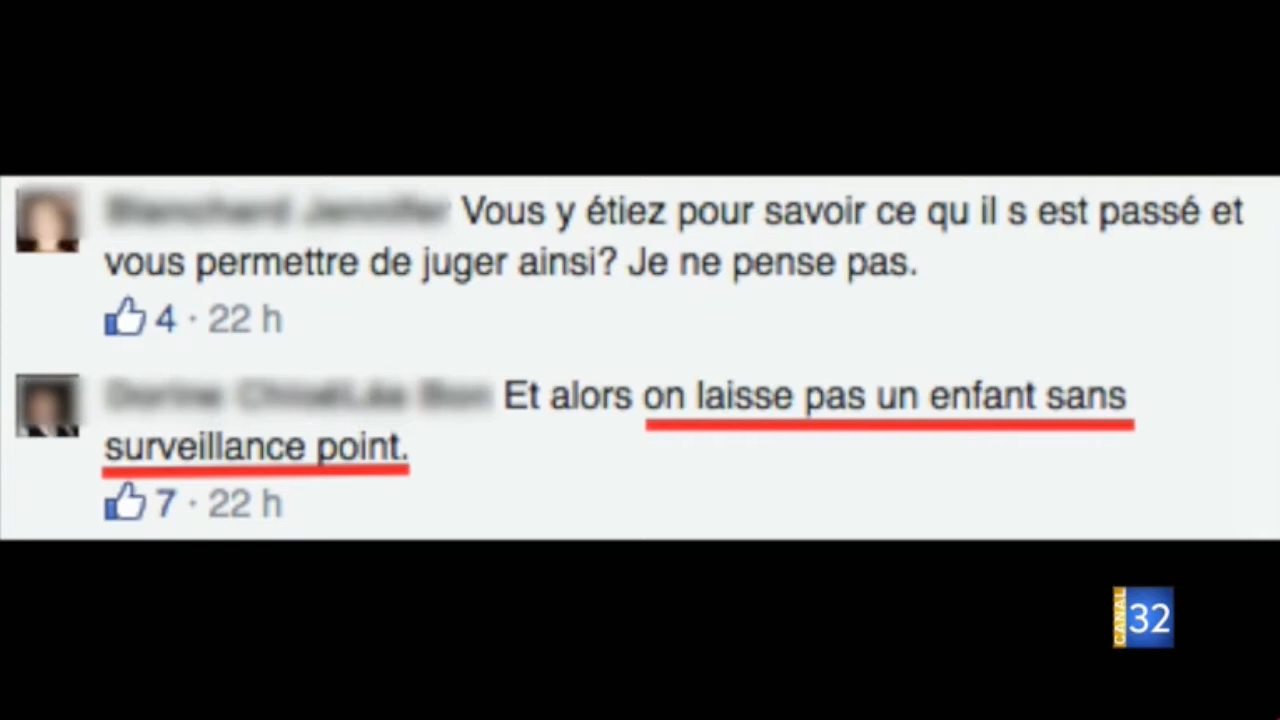 Vous y étiez pour savoir ce qu il s est passé et
vous permettre de juger ainsi? Je ne pense pas.
4 · 22 h
Et alors on laisse pas un enfant sans
surveillance point.
7 · 22 h
CANAL 32